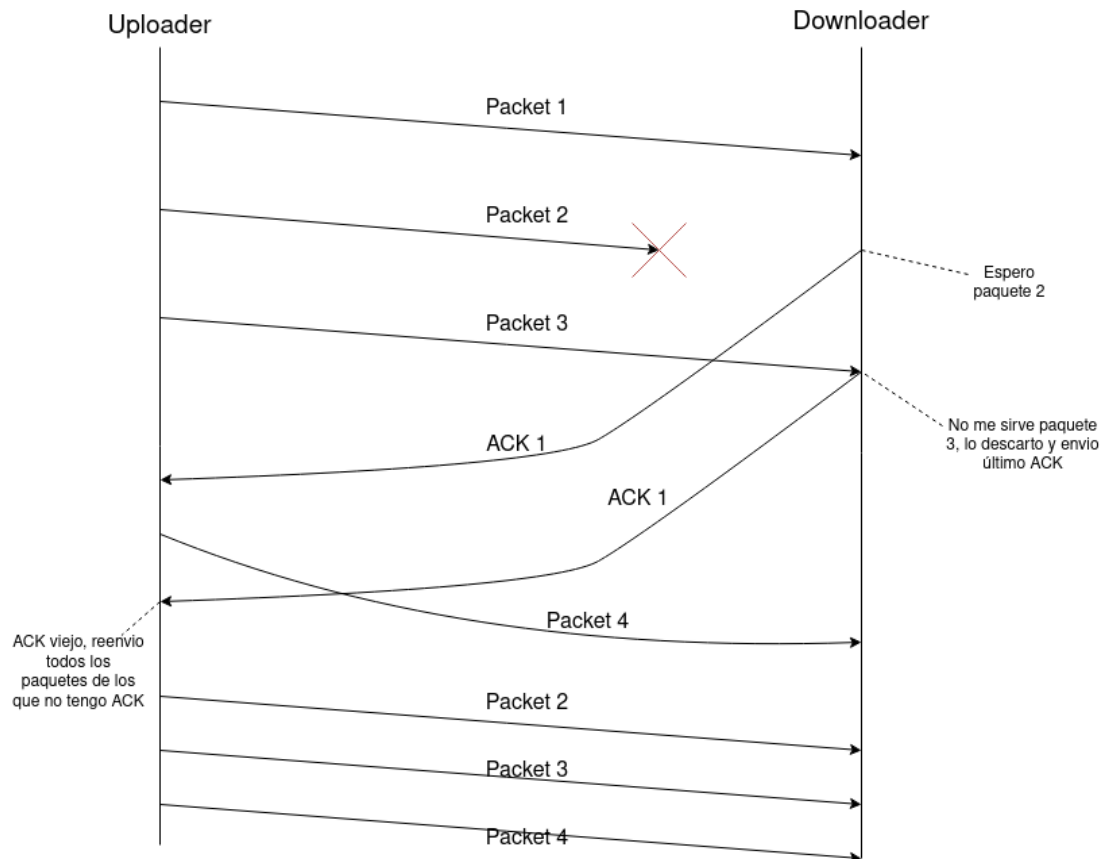 Uploader
Downloader
Packet 1
Packet 2
Espero
paquete 2
Packet 3
No me sirve paquete
3, lo descarto y envio
último ACK
ACK 1
ACK 1
Packet 4
ACK viejo, reenvio
todos los
paquetes de los
que no tengo ACK
Packet 2
Packet 3
Packet 4